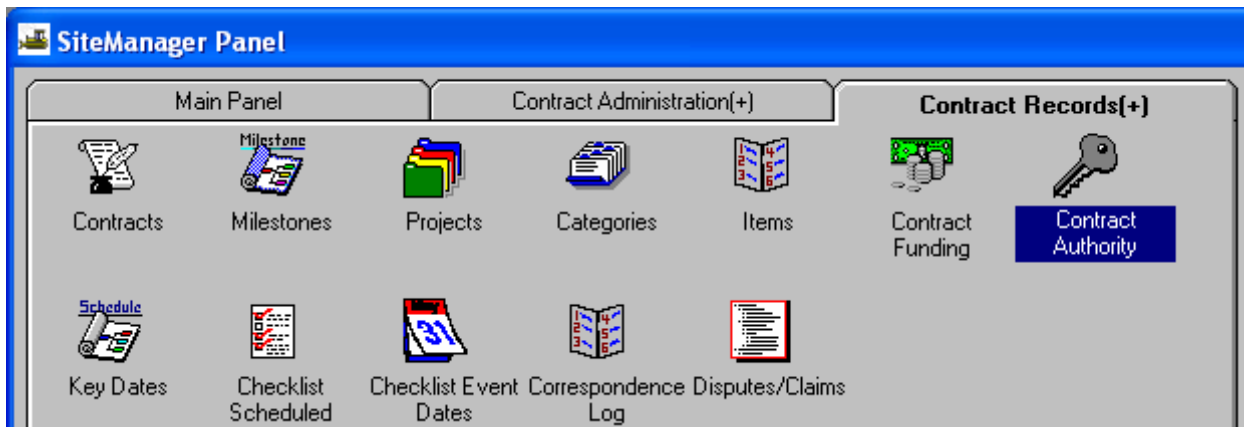 SiteManager Panel
Main Panel
Contract Administration(+)
Contract Records(+)
Milestone
Contracts
Milestones
Projects
Categories
Items
Contract
Funding
Contract
Authority
Schedule
31
Key Dates
Checklist
Scheduled
Checklist Event
Dates
Correspondence
Log
Disputes/Claims